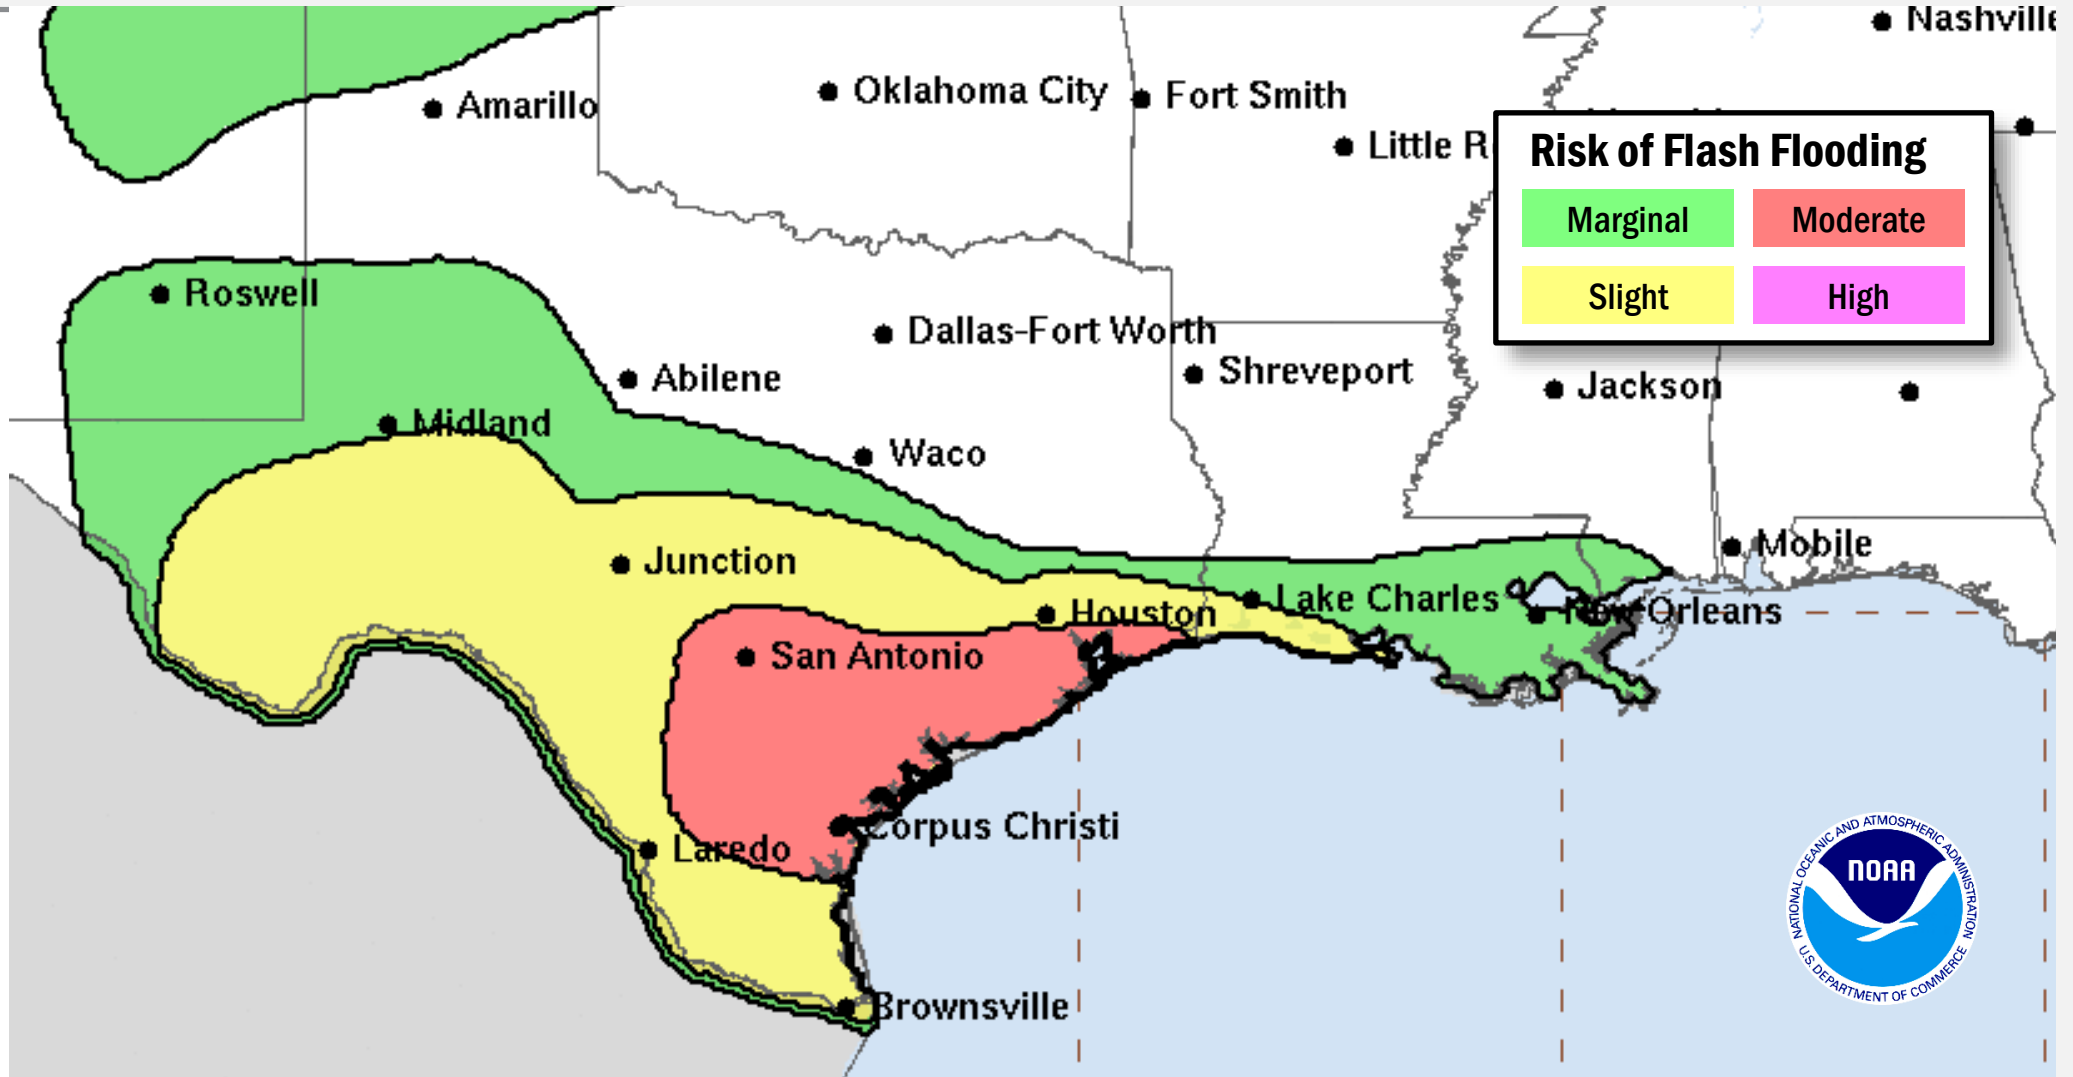 Nashville
Oklahoma City
Fort Smith
Amarillo
Little R
Risk of Flash Flooding
Marginal
Moderate
Slight
High
Roswell
Dallas-Fort Worth
Shreveport
Abilene
Jackson
Midland
Waco
Mobile
Junction
Lake Charles
Houston
New Orleans
San Antonio
Corpus Christi
Laredo
Brownsville
NATIONAL OCEANIC AND ATMOSPHERIC ADMINISTRATION
NOAA
U.S. DEPARTMENT OF COMMERCE